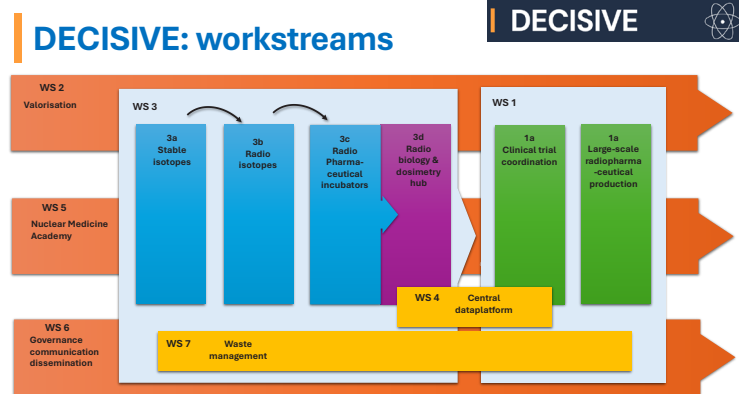 DECISIVE: workstreams
DECISIVE
WS 2
Valorisation
WS 3
3a
Stable
isotopes
3b
Radio
isotopes
3c
Radio
Pharma-
ceutical
incubators
3d
Radio
biology &
dosimetry
hub
WS 1
1a
Clinical trial
coordination
1a
Large-scale
radiopharma
-ceutical
production
WS 5
Nuclear Medicine
Academy
WS 4
Central
dataplatform
WS 6
Governance
communication
dissemination
WS 7
Waste
management